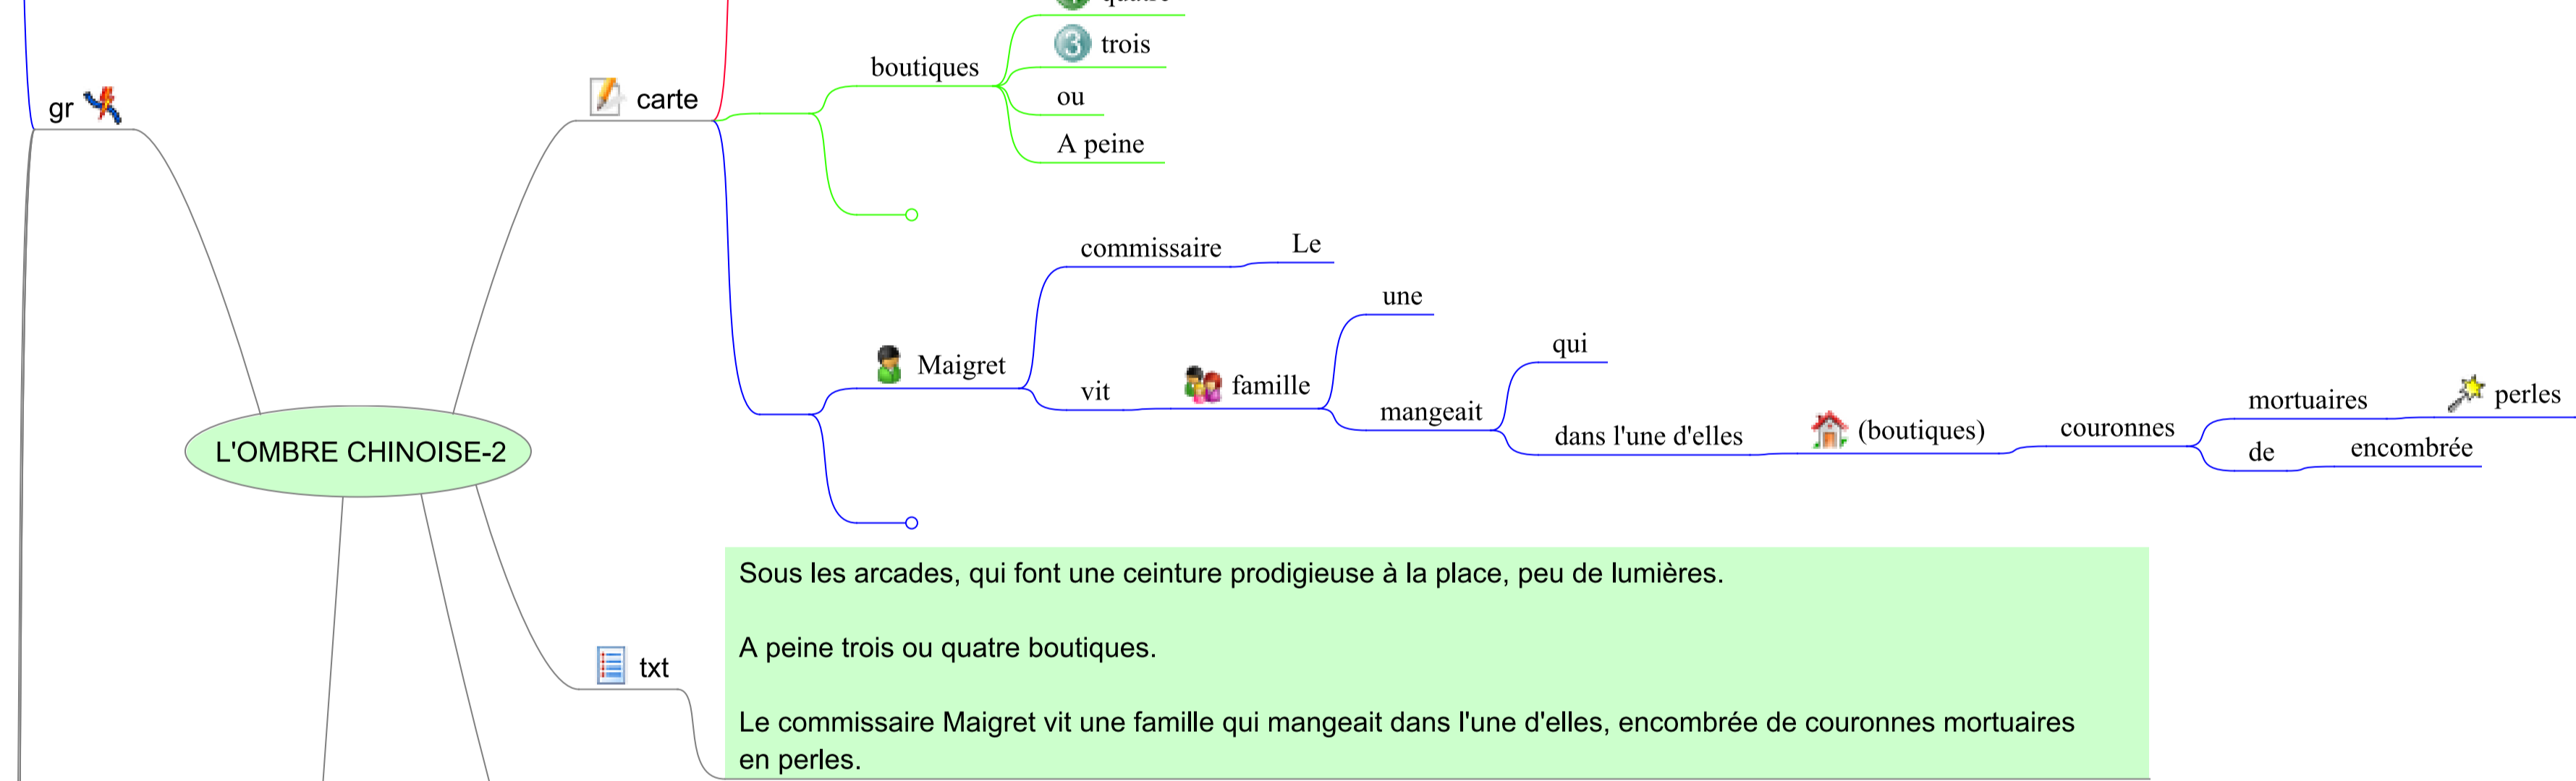 quatre
3 trois
boutiques
ou
A peine
gr
carte
commissaire
Le
une
qui
Maigret
vit
famille
mangeait
dans l'une d'elles
(boutiques)
couronnes
mortuaires
perles
de
encombrée
L'OMBRE CHINOISE-2
txt
Sous les arcades, qui font une ceinture prodigieuse à la place, peu de lumières.
A peine trois ou quatre boutiques.
Le commissaire Maigret vit une famille qui mangeait dans l'une d'elles, encombrée de couronnes mortuaires
en perles.